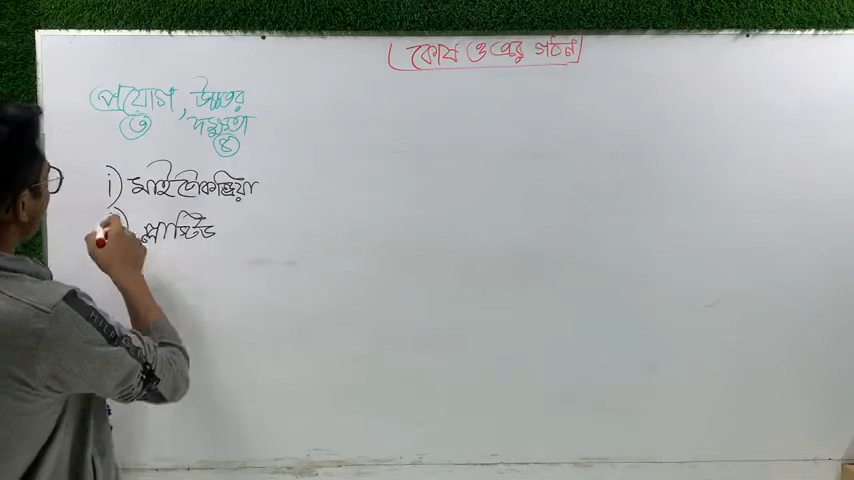 কোষ ও এর গঠন
প্রয়োগ, উচ্চতর
দক্ষতা
৩
৪
i) মাইটোকন্ড্রিয়া
প্লাস্টিড